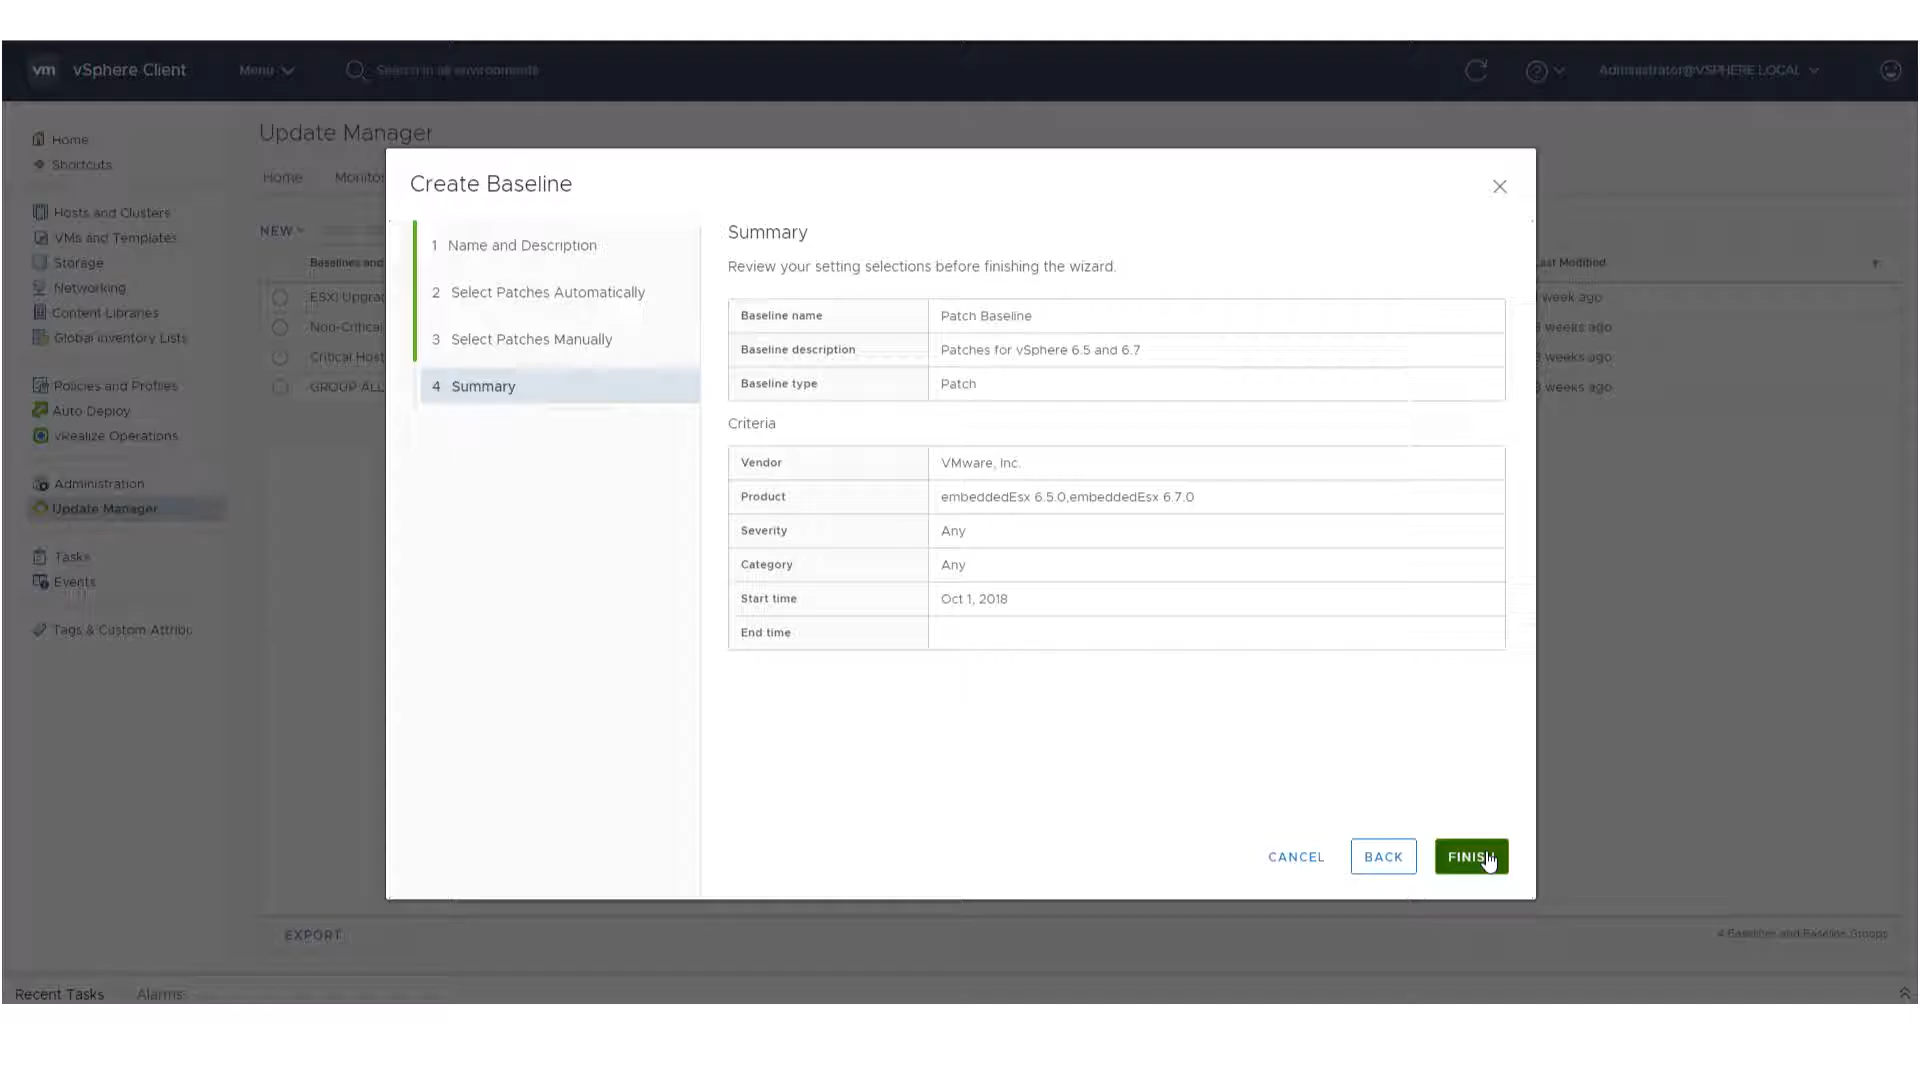 vm vSphere Client Menu Search in all environments Administrator@VSPHERE.LOCAL
Home
Shortcuts
Hosts and Clusters
VMs and Templates
Storage
Networking
Content Libraries
Global Inventory Lists
Policies and Profiles
Auto Deploy
vRealize Operations
Administration
Update Manager
Tasks
Events
Tags & Custom Attribu
Update Manager
Home Monitor
NEW
Baselines and Last Modified
ESXi Upgrad week ago
Non-Critical weeks ago
Critical Host 3 weeks ago
GROUP ALL 3 weeks ago
Create Baseline
1 Name and Description
2 Select Patches Automatically
3 Select Patches Manually
4 Summary
Summary
Review your setting selections before finishing the wizard.
Baseline name Patch Baseline
Baseline description Patches for vSphere 6.5 and 6.7
Baseline type Patch
Criteria
Vendor VMware, Inc.
Product embeddedEsx 6.5.0,embeddedEsx 6.7.0
Severity Any
Category Any
Start time Oct 1, 2018
End time
CANCEL BACK FINISH
EXPORT 4 Baselines and Baseline Groups
Recent Tasks Alarms